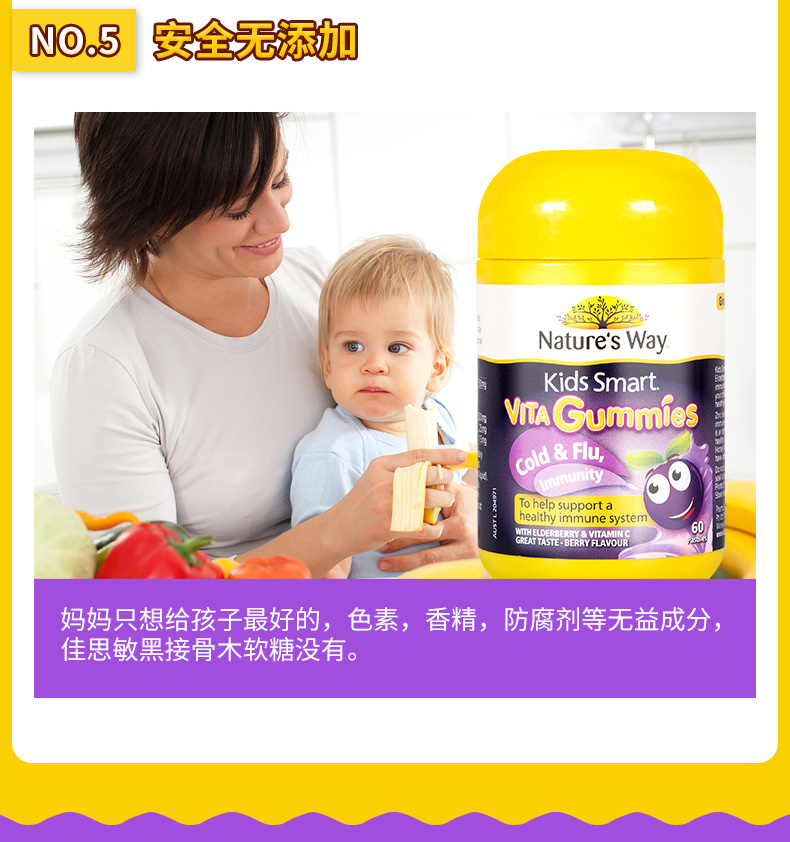 NO.5 安全无添加
Nature's Way
Kids Smart
VITA Gummies
Cold & Flu,
Immunity
To help support a
healthy immune system
WITH ELDERBERRY & VITAMIN C
GREAT TASTE - BERRY FLAVOUR
60
Pastilles
AUST L 204971
妈妈只想给孩子最好的，色素，香精，防腐剂等无益成分，
佳思敏黑接骨木软糖没有。